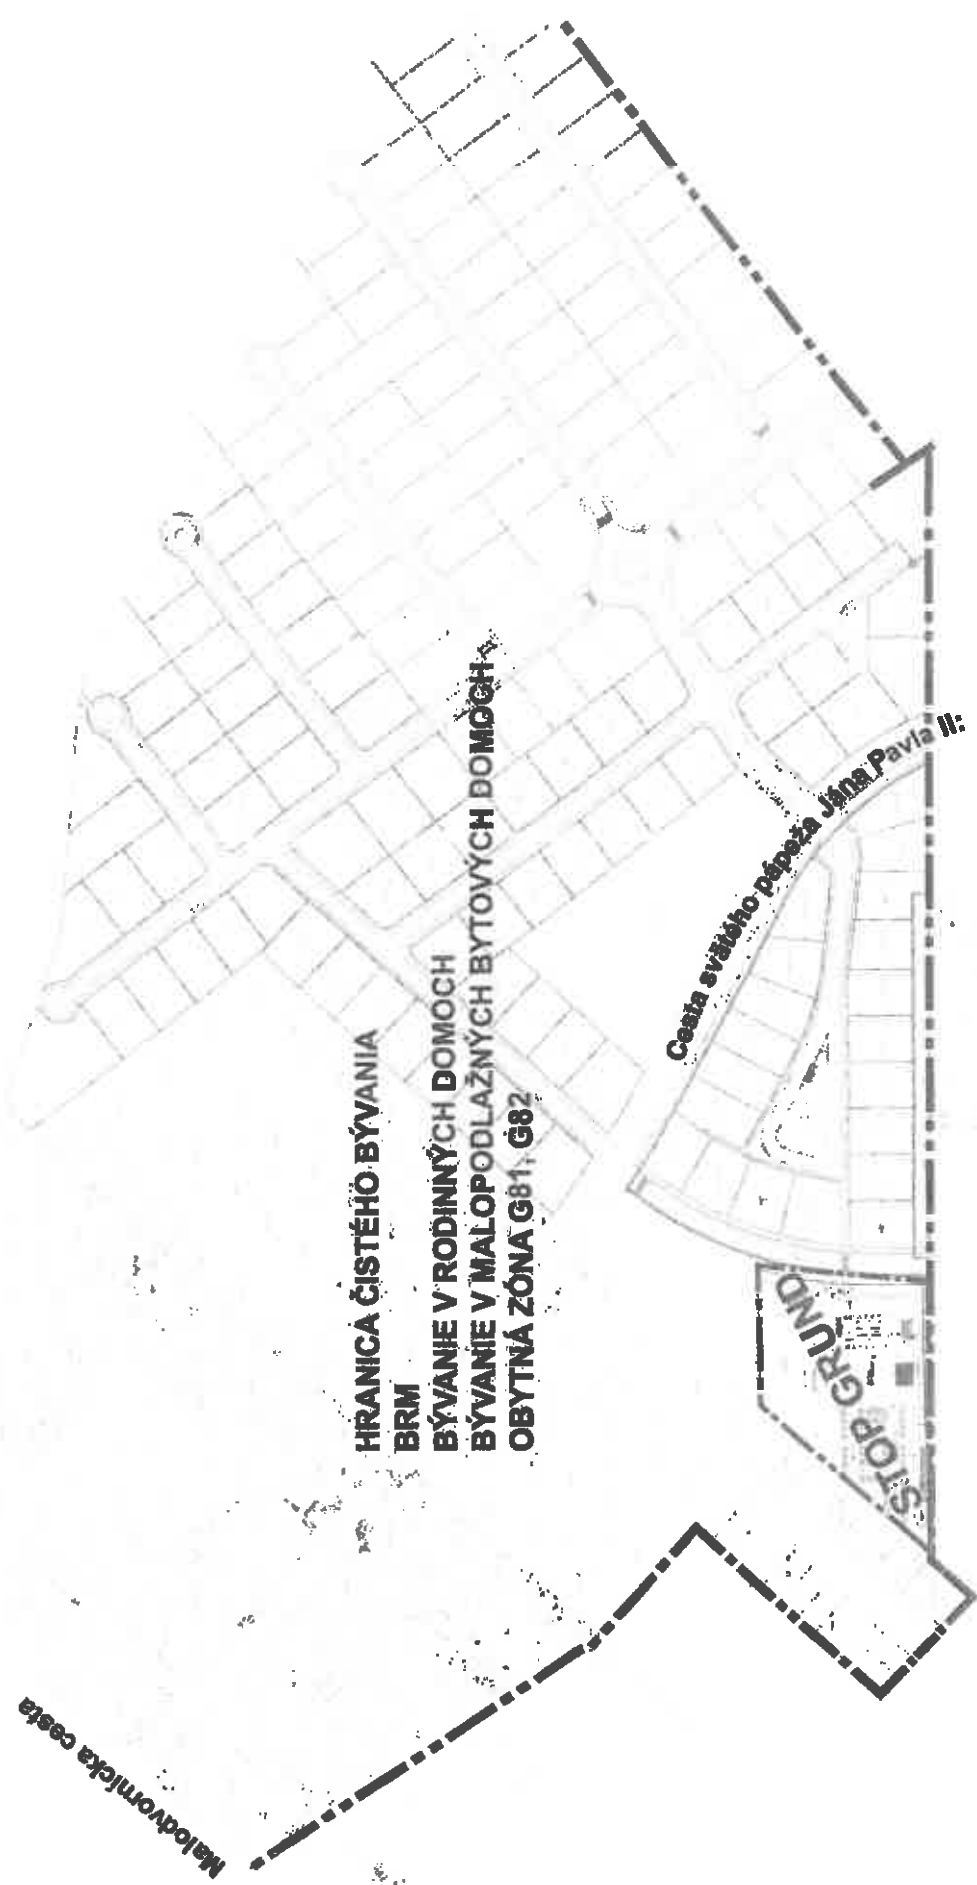 Malodvornícka cesta
HRANICA ČISTÉHO BÝVANIA
BRM
BÝVANIE V RODINNÝCH DOMOCH
BÝVANIE V MALOPODLAŽNÝCH BYTOVÝCH DOMOCH
OBYTNÁ ZÓNA G81, G82
Cesta svätého pápeža Jána Pavla II:
STOP GRUND